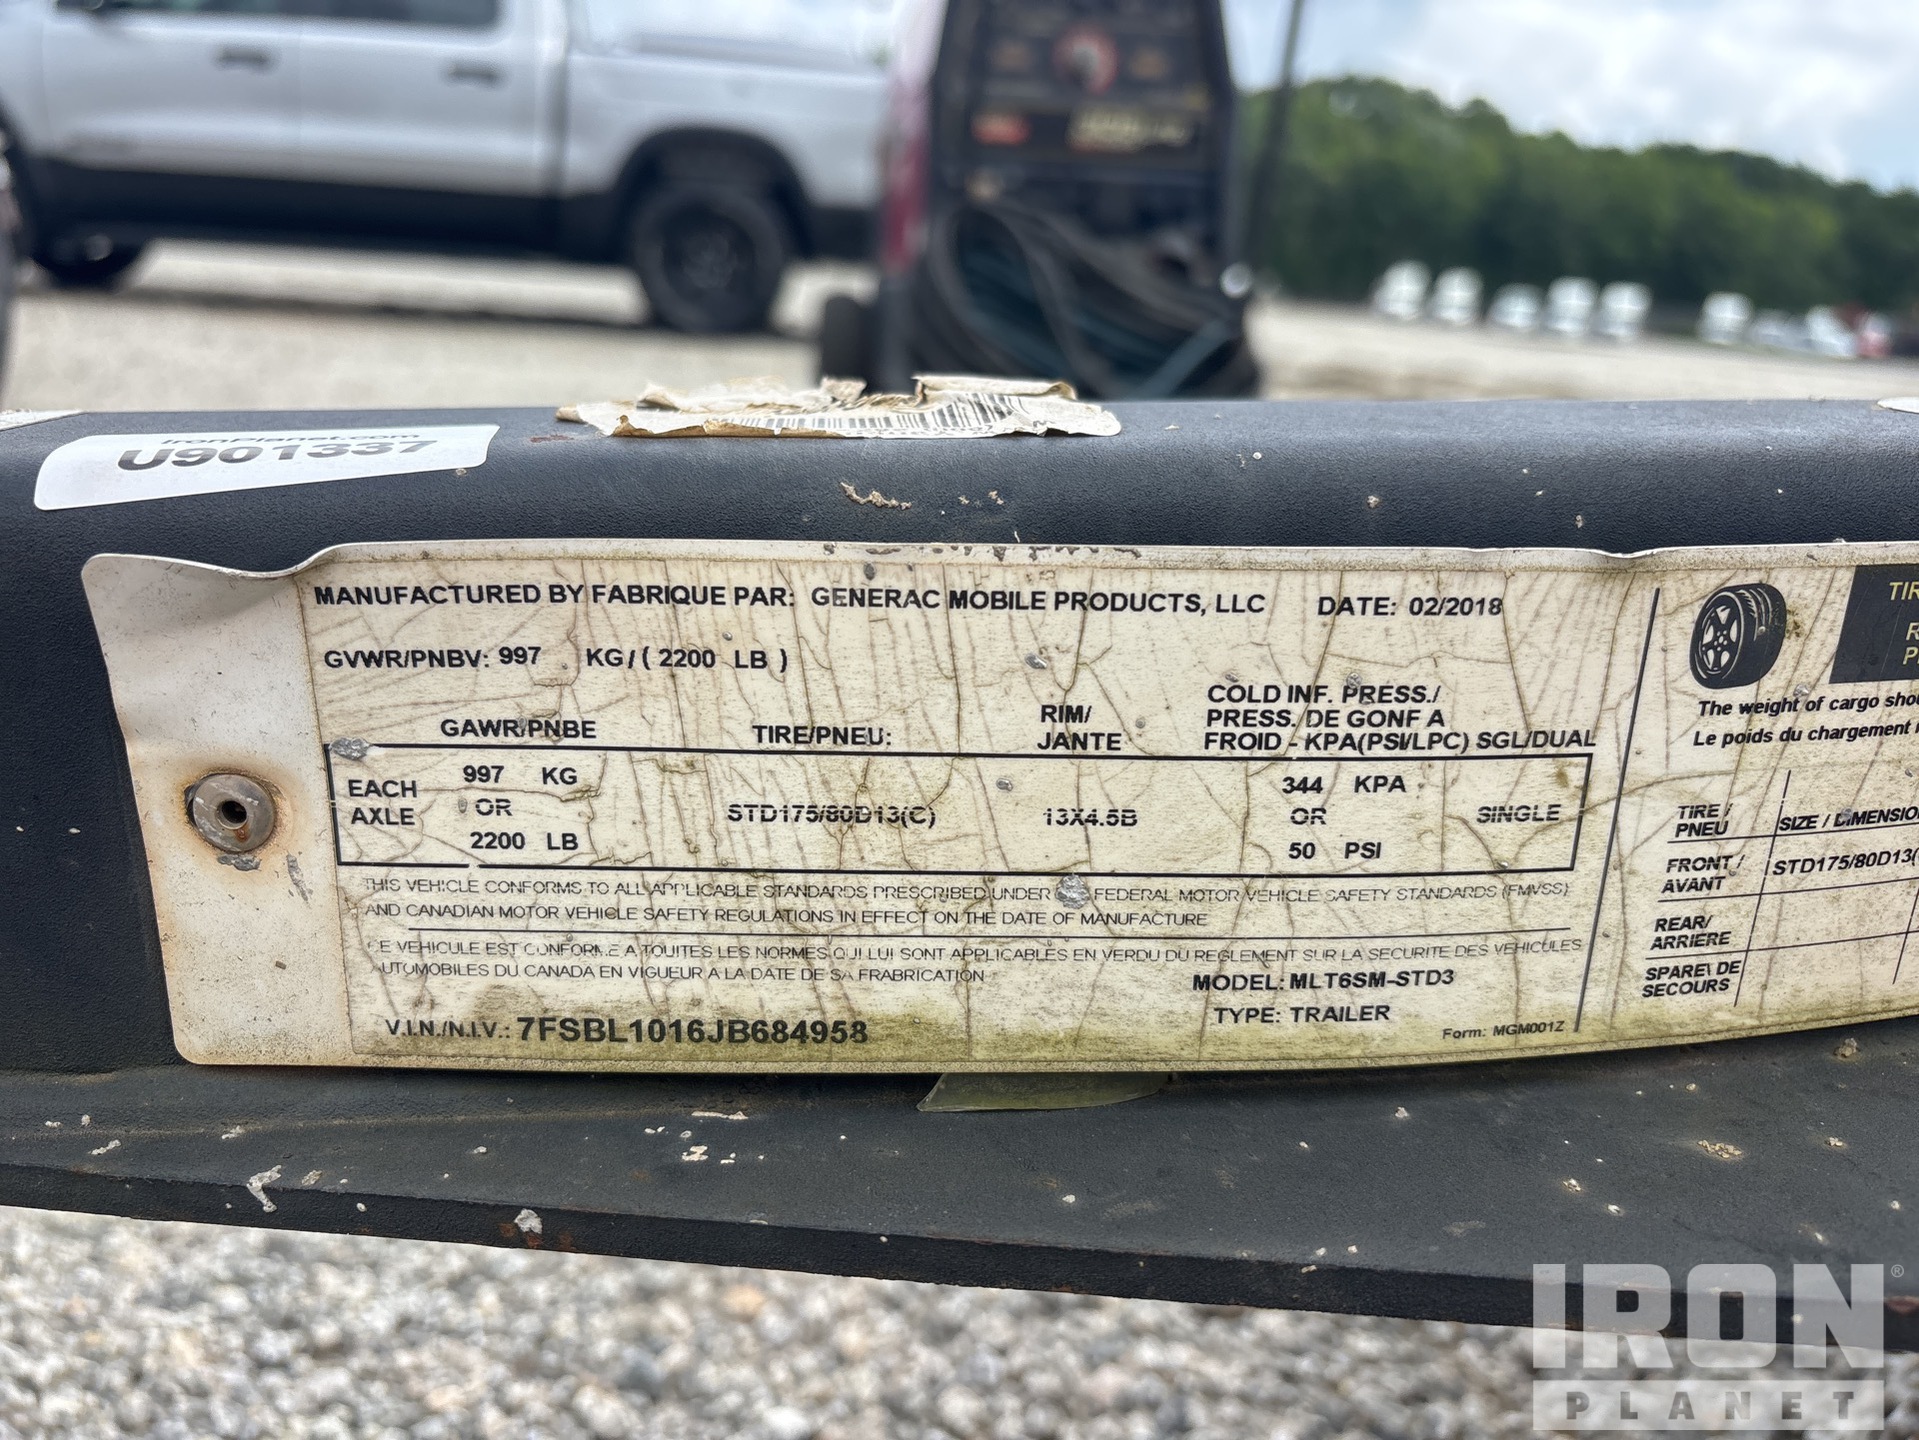 IronPlanet.com
U901337
MANUFACTURED BY FABRIQUE PAR: GENERAC MOBILE PRODUCTS, LLC DATE: 02/2018
GVWR/PNBV: 997 KG / ( 2200 LB )
GAWR/PNBE TIRE/PNEU: RIM/ JANTE COLD INF. PRESS./
PRESS. DE GONF A
FROID - KPA(PSI/LPC) SGL/DUAL
EACH AXLE 997 KG OR 2200 LB STD175/80D13(C) 13X4.5B 344 KPA OR 50 PSI SINGLE
THIS VEHICLE CONFORMS TO ALL APPLICABLE STANDARDS PRESCRIBED UNDER FEDERAL MOTOR VEHICLE SAFETY STANDARDS (FMVSS)
AND CANADIAN MOTOR VEHICLE SAFETY REGULATIONS IN EFFECT ON THE DATE OF MANUFACTURE
CE VEHICULE EST CONFORME A TOUITES LES NORMES QUI LUI SONT APPLICABLES EN VERDU DU REGLEMENT SUR LA SECURITE DES VEHICULES
AUTOMOBILES DU CANADA EN VIGUEUR A LA DATE DE SA FRABRICATION
MODEL: MLT6SM-STD3
TYPE: TRAILER
V.I.N./N.I.V.: 7FSBL1016JB684958
Form: MGM001Z
TIR
R
P
The weight of cargo shou
Le poids du chargement
TIRE / PNEU SIZE / DIMENSIO
FRONT / AVANT STD175/80D13(
REAR/ ARRIERE
SPARE\ DE SECOURS
IRON®
PLANET